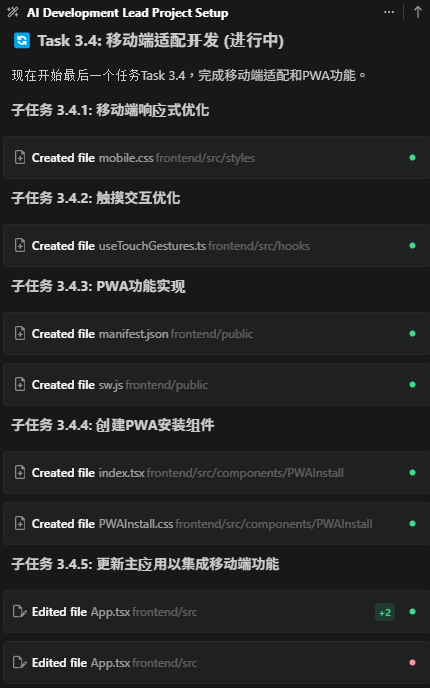 AI Development Lead Project Setup
Task 3.4: 移动端适配开发 (进行中)
现在开始最后一个任务Task 3.4，完成移动端适配和PWA功能。
子任务 3.4.1: 移动端响应式优化
Created file mobile.css frontend/src/styles
子任务 3.4.2: 触摸交互优化
Created file useTouchGestures.ts frontend/src/hooks
子任务 3.4.3: PWA功能实现
Created file manifest.json frontend/public
Created file sw.js frontend/public
子任务 3.4.4: 创建PWA安装组件
Created file index.tsx frontend/src/components/PWAInstall
Created file PWAInstall.css frontend/src/components/PWAInstall
子任务 3.4.5: 更新主应用以集成移动端功能
Edited file App.tsx frontend/src +2
Edited file App.tsx frontend/src